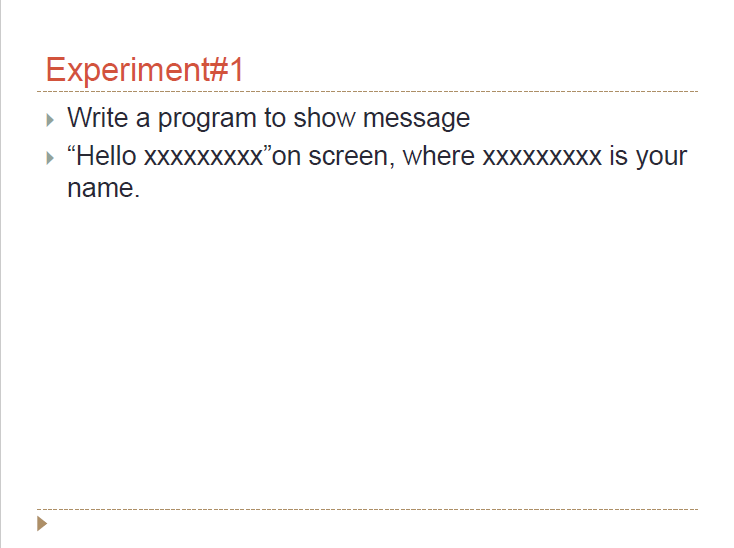 Experiment#1
Write a program to show message
“Hello xxxxxxxxx”on screen, where xxxxxxxxx is your
name.